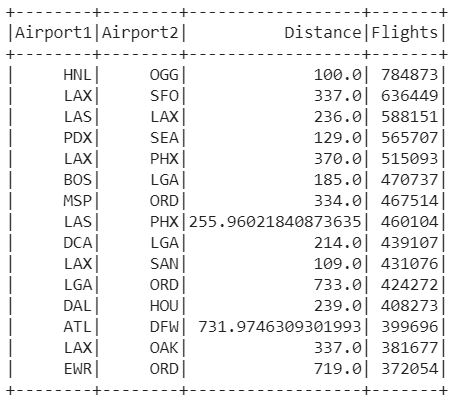 +--------+--------+------------------+-------+
|Airport1|Airport2|          Distance|Flights|
+--------+--------+------------------+-------+
|     HNL|     OGG|             100.0| 784873|
|     LAX|     SFO|             337.0| 636449|
|     LAS|     LAX|             236.0| 588151|
|     PDX|     SEA|             129.0| 565707|
|     LAX|     PHX|             370.0| 515093|
|     BOS|     LGA|             185.0| 470737|
|     MSP|     ORD|             334.0| 467514|
|     LAS|     PHX|255.96021840873635| 460104|
|     DCA|     LGA|             214.0| 439107|
|     LAX|     SAN|             109.0| 431076|
|     LGA|     ORD|             733.0| 424272|
|     DAL|     HOU|             239.0| 408273|
|     ATL|     DFW| 731.9746309301993| 399696|
|     LAX|     OAK|             337.0| 381677|
|     EWR|     ORD|             719.0| 372054|
+--------+--------+------------------+-------+